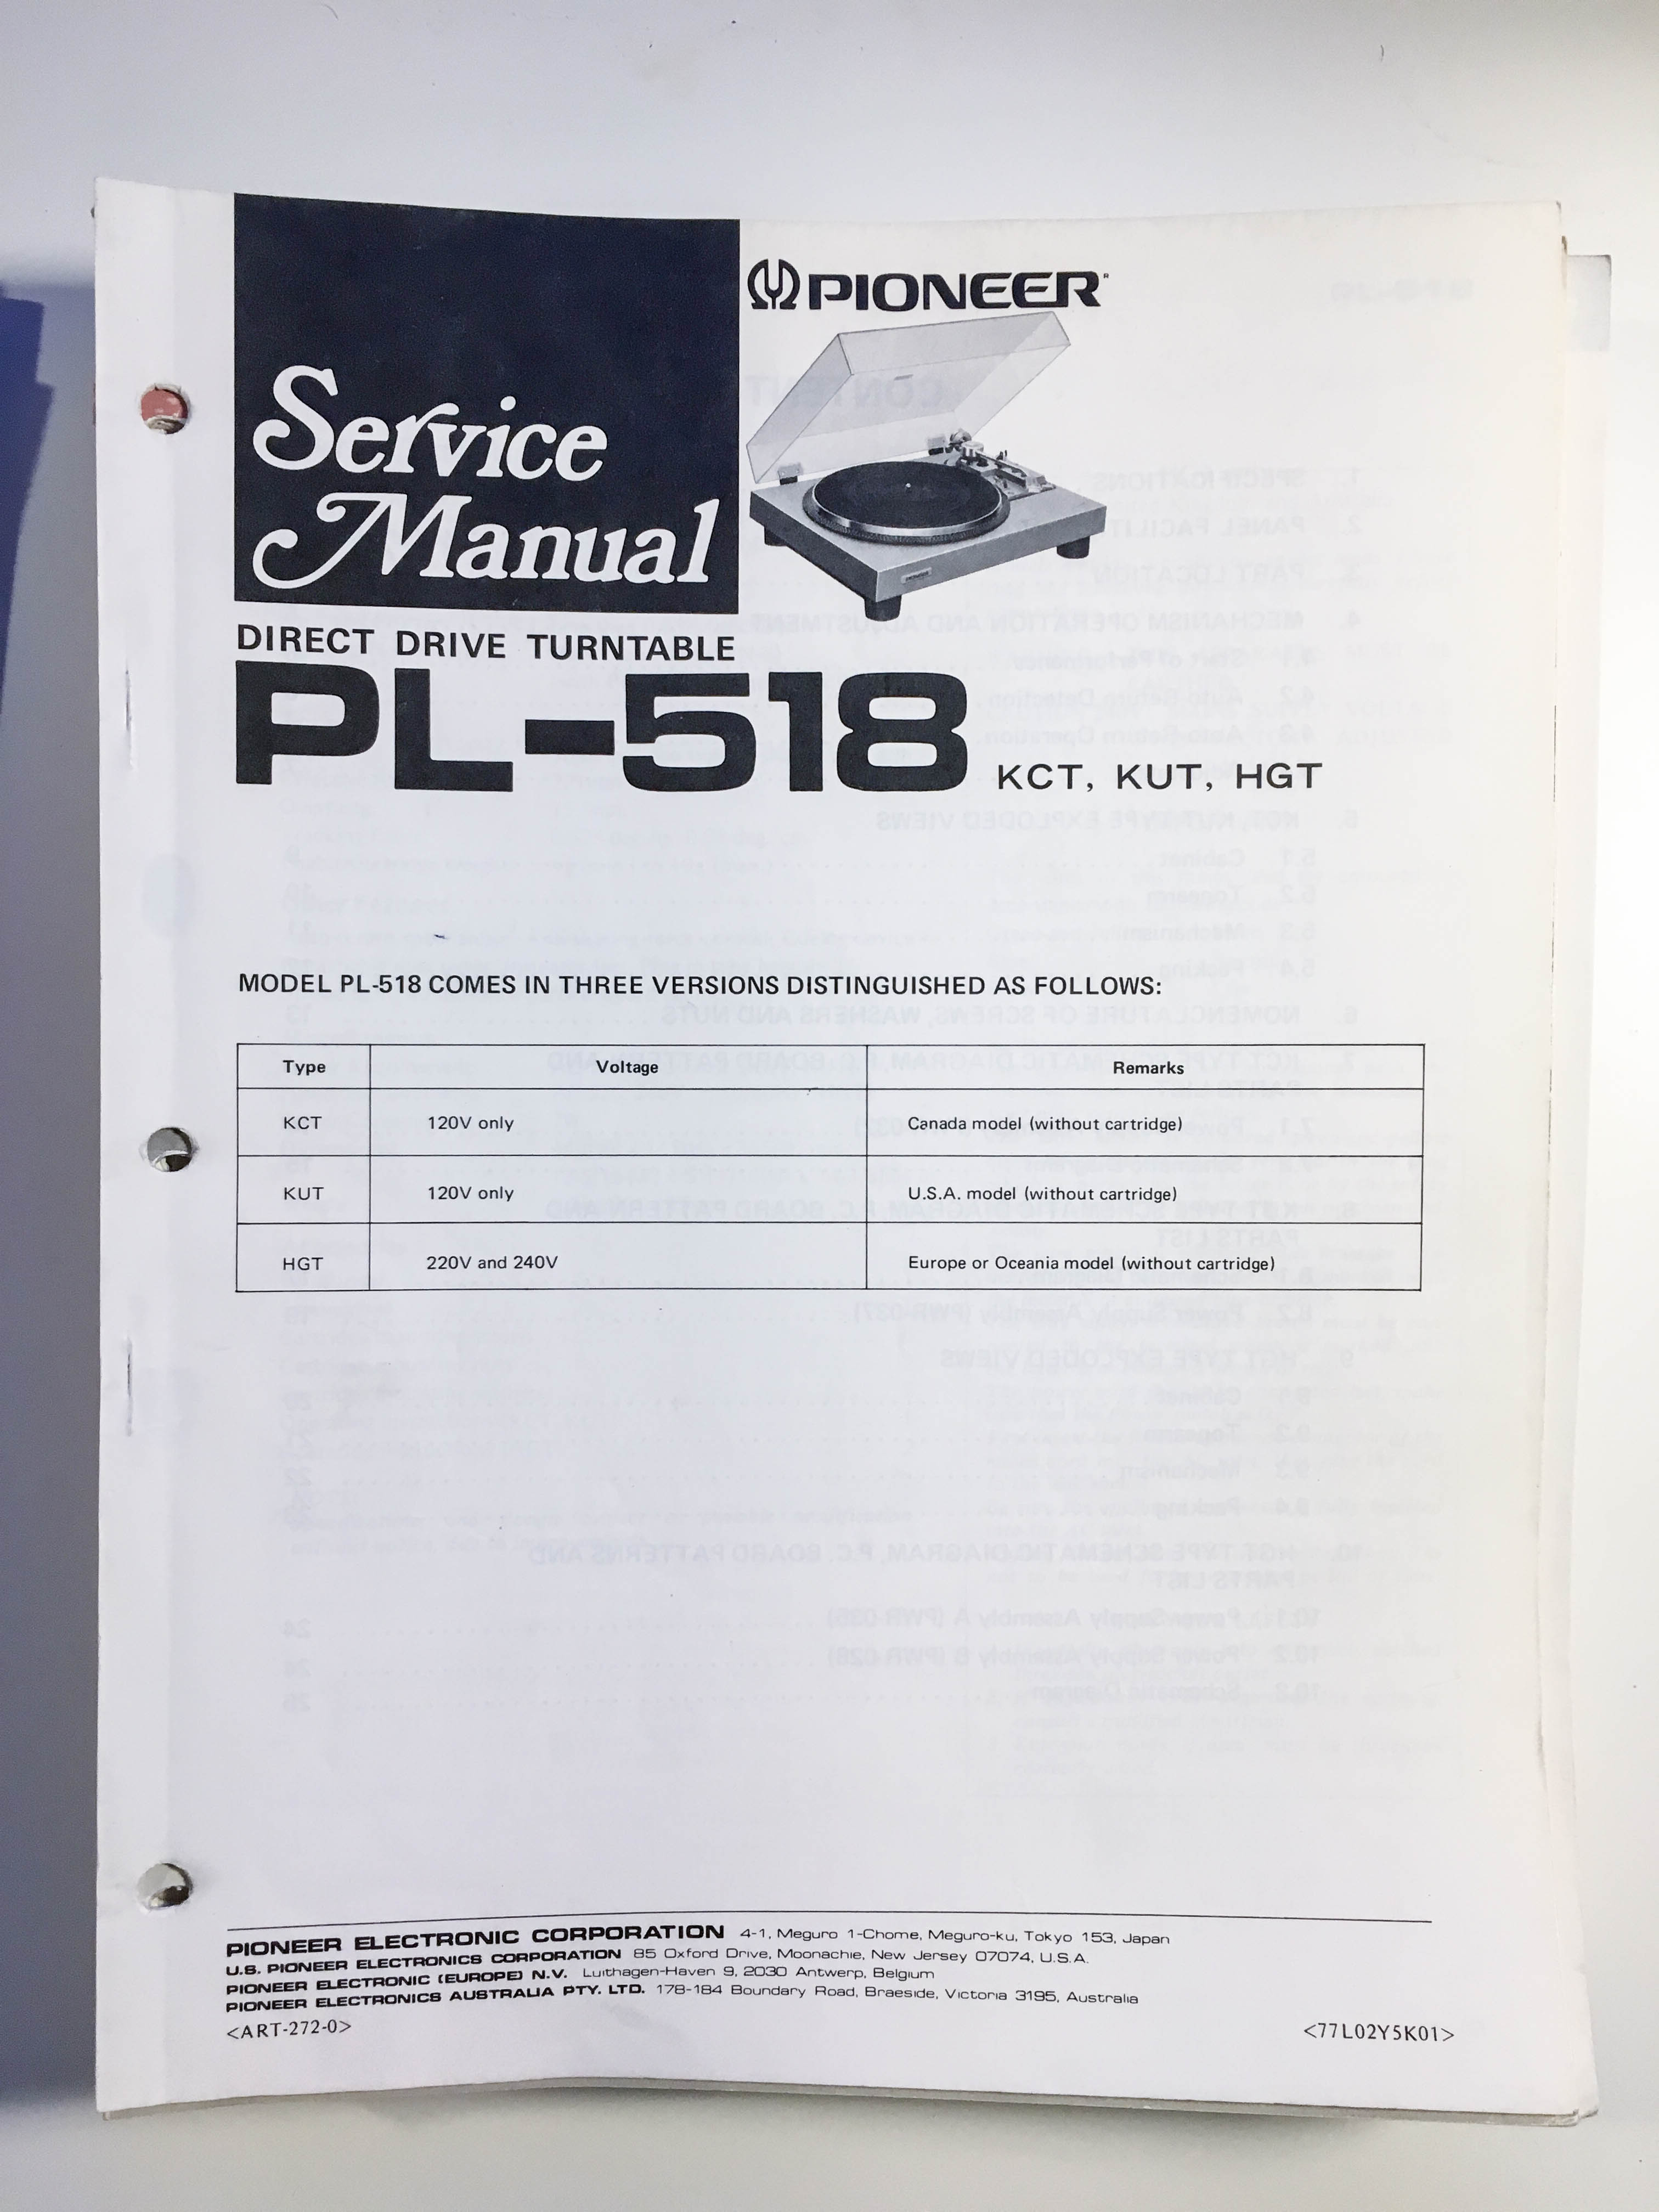 PIONEER
Service
Manual
DIRECT DRIVE TURNTABLE
PL-518 KCT, KUT, HGT
MODEL PL-518 COMES IN THREE VERSIONS DISTINGUISHED AS FOLLOWS:
Type Voltage Remarks
KCT 120V only Canada model (without cartridge)
KUT 120V only U.S.A. model (without cartridge)
HGT 220V and 240V Europe or Oceania model (without cartridge)
PIONEER ELECTRONIC CORPORATION 4-1, Meguro 1-Chome, Meguro-ku, Tokyo 153, Japan
U.S. PIONEER ELECTRONICS CORPORATION 85 Oxford Drive, Moonachie, New Jersey 07074, U.S.A.
PIONEER ELECTRONIC (EUROPE) N.V. Luithagen-Haven 9, 2030 Antwerp, Belgium
PIONEER ELECTRONICS AUSTRALIA PTY. LTD. 178-184 Boundary Road, Braeside, Victoria 3195, Australia
<ART-272-0> <77L02Y5K01>